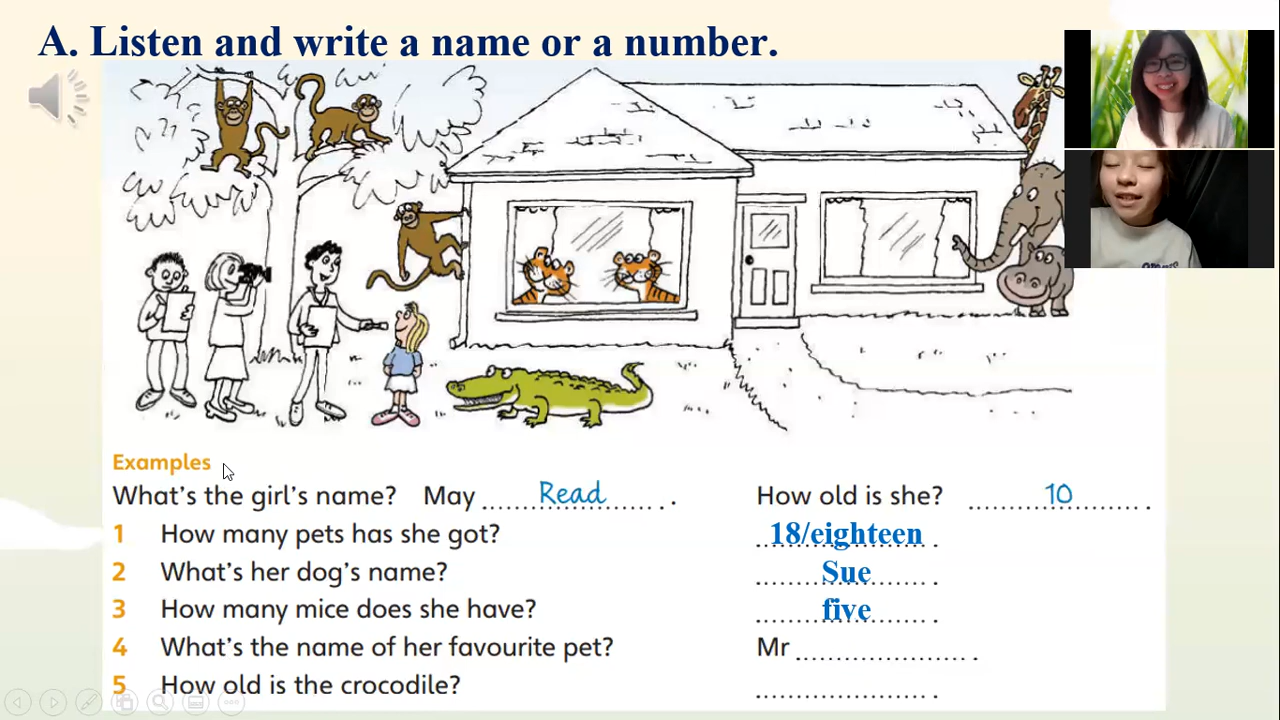 A. Listen and write a name or a number.
Examples
What's the girl's name? May Read . How old is she? 10 .
1 How many pets has she got? 18/eighteen .
2 What's her dog's name? Sue .
3 How many mice does she have? five .
4 What's the name of her favourite pet? Mr .
5 How old is the crocodile? .